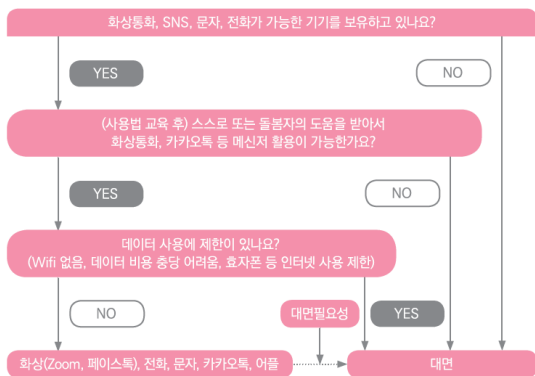 화상통화, SNS, 문자, 전화가 가능한 기기를 보유하고 있나요?
YES
NO
(사용법 교육 후) 스스로 또는 돌봄자의 도움을 받아서
화상통화, 카카오톡 등 메신저 활용이 가능한가요?
YES
NO
데이터 사용에 제한이 있나요?
(Wifi 없음, 데이터 비용 충당 어려움, 효자폰 등 인터넷 사용 제한)
NO
대면필요성
YES
화상(Zoom, 페이스톡), 전화, 문자, 카카오톡, 어플
대면